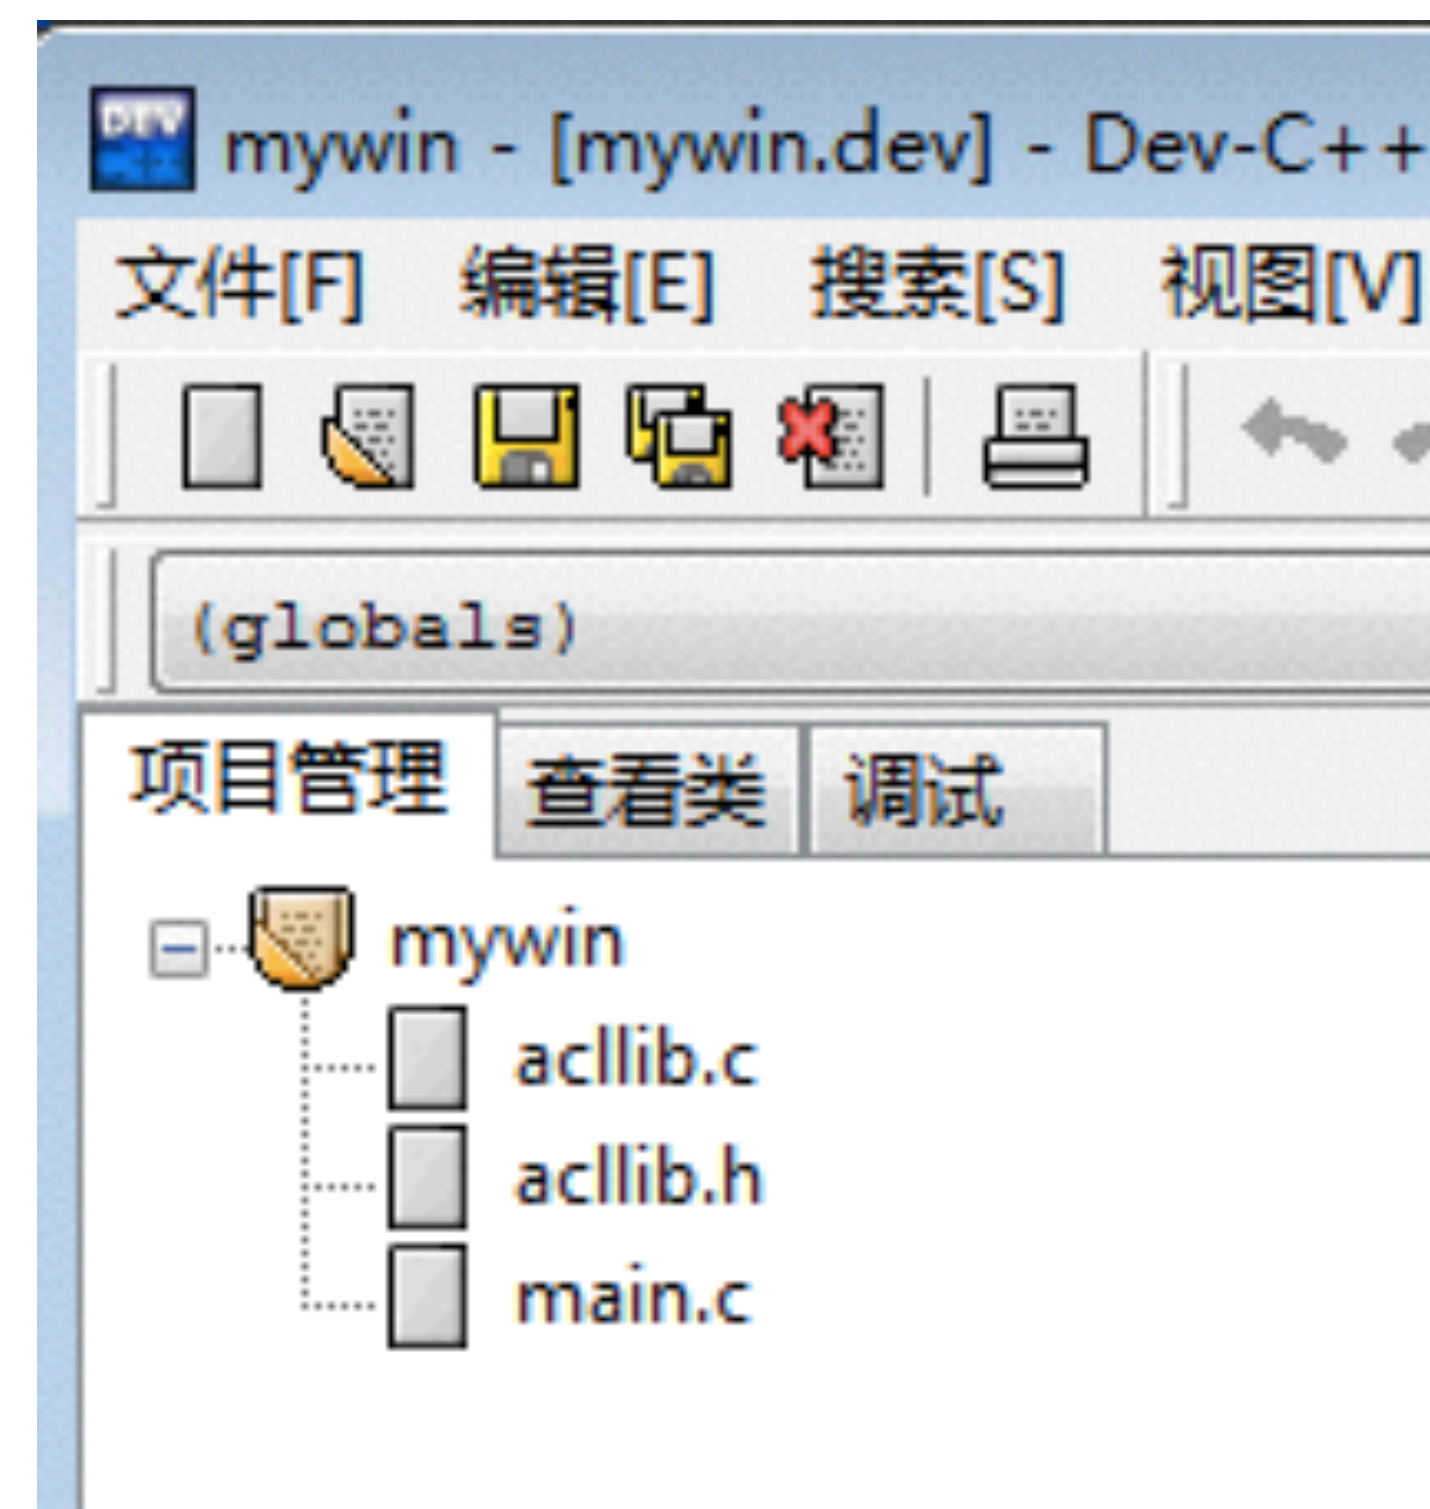 DEV
C++
mywin - [mywin.dev] - Dev-C++
文件[F] 编辑[E] 搜索[S] 视图[V]
(globals)
项目管理 查看类 调试
mywin
acllib.c
acllib.h
main.c